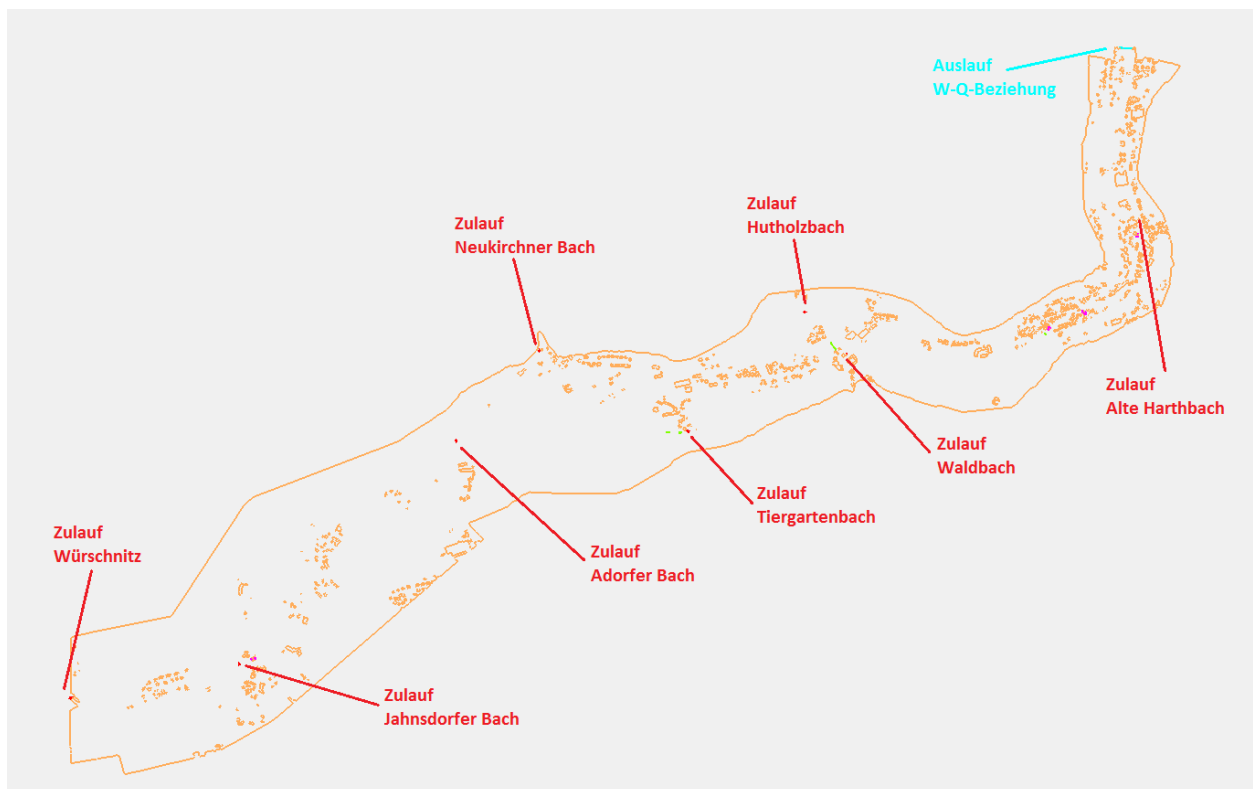 Auslauf
W-Q-Beziehung
Zulauf
Hutholzbach
Zulauf
Neukirchner Bach
Zulauf
Alte Harthbach
Zulauf
Waldbach
Zulauf
Tiergartenbach
Zulauf
Würschnitz
Zulauf
Adorfer Bach
Zulauf
Jahnsdorfer Bach